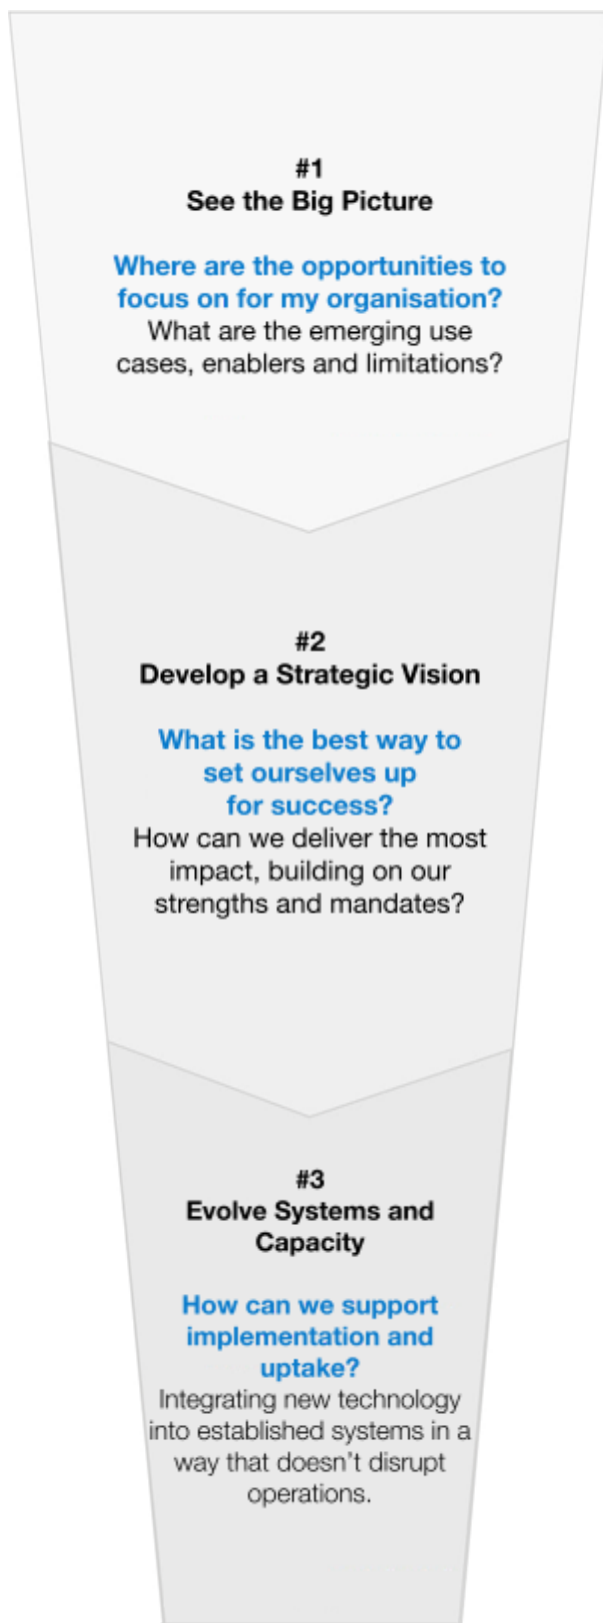 #1
See the Big Picture
Where are the opportunities to
focus on for my organisation?
What are the emerging use
cases, enablers and limitations?
#2
Develop a Strategic Vision
What is the best way to
set ourselves up
for success?
How can we deliver the most
impact, building on our
strengths and mandates?
#3
Evolve Systems and
Capacity
How can we support
implementation and
uptake?
Integrating new technology
into established systems in a
way that doesn't disrupt
operations.